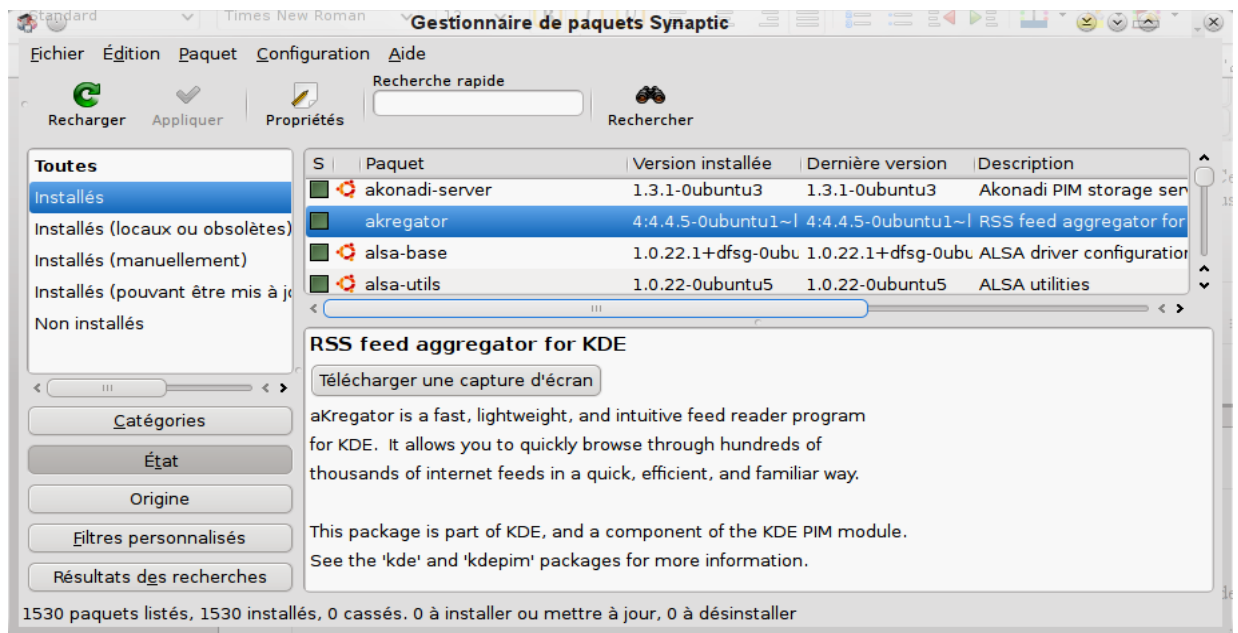 Standard Times New Roman 12
Gestionnaire de paquets Synaptic
Fichier Édition Paquet Configuration Aide
Recherche rapide
Recharger Appliquer Propriétés Rechercher
Toutes
Installés
Installés (locaux ou obsolètes)
Installés (manuellement)
Installés (pouvant être mis à jo
Non installés
Catégories
État
Origine
Filtres personnalisés
Résultats des recherches
S Paquet Version installée Dernière version Description
akonadi-server 1.3.1-0ubuntu3 1.3.1-0ubuntu3 Akonadi PIM storage ser
akregator 4:4.4.5-0ubuntu1~l 4:4.4.5-0ubuntu1~l RSS feed aggregator for
alsa-base 1.0.22.1+dfsg-0ubu 1.0.22.1+dfsg-0ubu ALSA driver configuration
alsa-utils 1.0.22-0ubuntu5 1.0.22-0ubuntu5 ALSA utilities
RSS feed aggregator for KDE
Télécharger une capture d'écran
aKregator is a fast, lightweight, and intuitive feed reader program
for KDE. It allows you to quickly browse through hundreds of
thousands of internet feeds in a quick, efficient, and familiar way.
This package is part of KDE, and a component of the KDE PIM module.
See the 'kde' and 'kdepim' packages for more information.
1530 paquets listés, 1530 installés, 0 cassés. 0 à installer ou mettre à jour, 0 à désinstaller